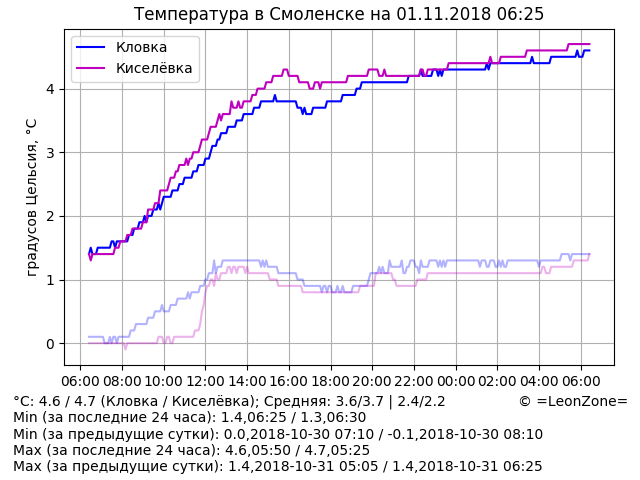 Температура в Смоленске на 01.11.2018 06:25
Кловка
Киселёвка
градусов Цельсия, °C
4
3
2
1
0
06:00 08:00 10:00 12:00 14:00 16:00 18:00 20:00 22:00 00:00 02:00 04:00 06:00
°C: 4.6 / 4.7 (Кловка / Киселёвка); Средняя: 3.6/3.7 | 2.4/2.2 © =LeonZone=
Min (за последние 24 часа): 1.4,06:25 / 1.3,06:30
Min (за предыдущие сутки): 0.0,2018-10-30 07:10 / -0.1,2018-10-30 08:10
Max (за последние 24 часа): 4.6,05:50 / 4.7,05:25
Max (за предыдущие сутки): 1.4,2018-10-31 05:05 / 1.4,2018-10-31 06:25